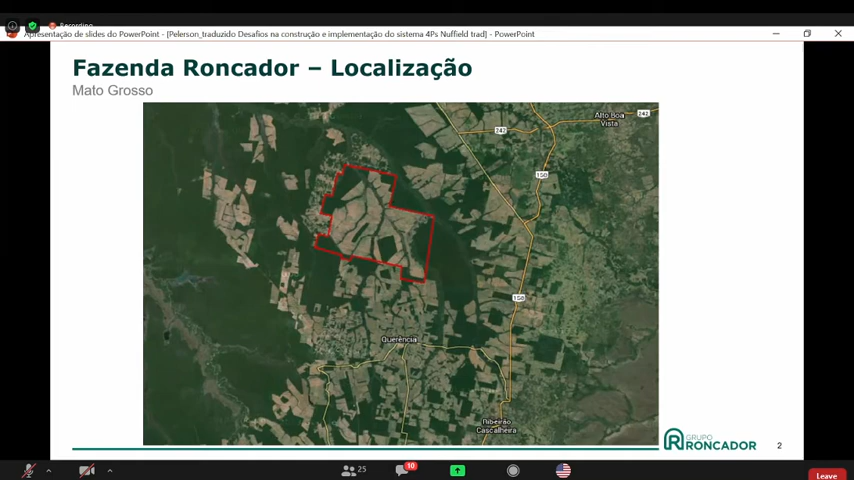 Recording
Apresentação de slides do PowerPoint - [Pelerson_traduzido Desafios na construção e implementação do sistema 4Ps Nuffield trad] - PowerPoint
Fazenda Roncador – Localização
Mato Grosso
Alto Boa
Vista
242
242
158
158
Querência
Ribeirão
Cascalheira
GRUPO
RONCADOR
2
25
10
Leave